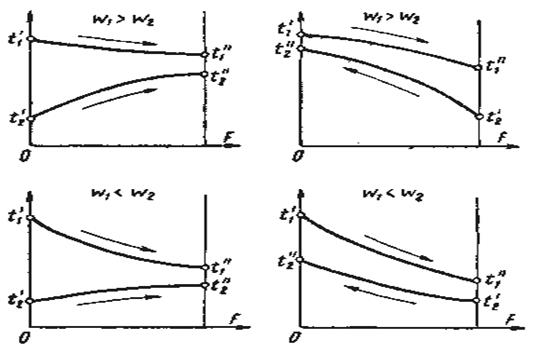 W₁ > W₂
t₁′
t₁″
t₂″
t₂′
F
0
W₁ > W₂
t₁′
t₂″
t₁″
t₂′
F
0
W₁ < W₂
t₁′
t₁″
t₂″
t₂′
F
0
W₁ < W₂
t₁′
t₂″
t₁″
t₂′
F
0